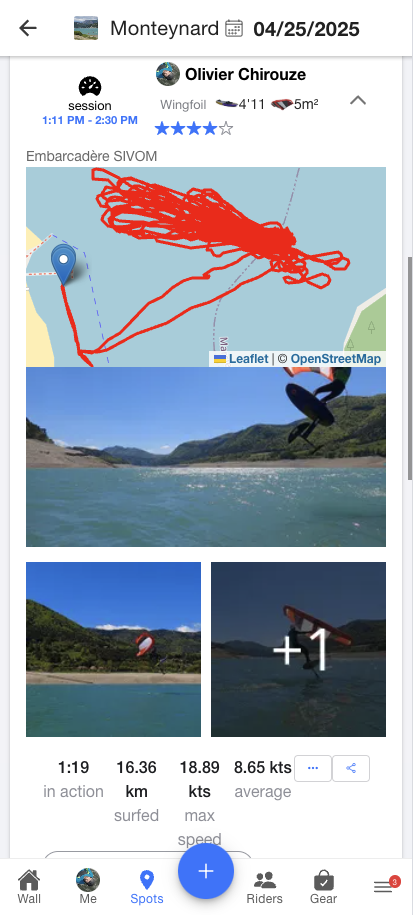 Monteynard 04/25/2025
Olivier Chirouze
session
1:11 PM - 2:30 PM
Wingfoil 4'11 5m²
Embarcadère SIVOM
Ma
Leaflet | © OpenStreetMap
+1
1:19 16.36 18.89 8.65 kts
in action km kts average
surfed max
speed
+
Wall Me Spots Riders Gear 3